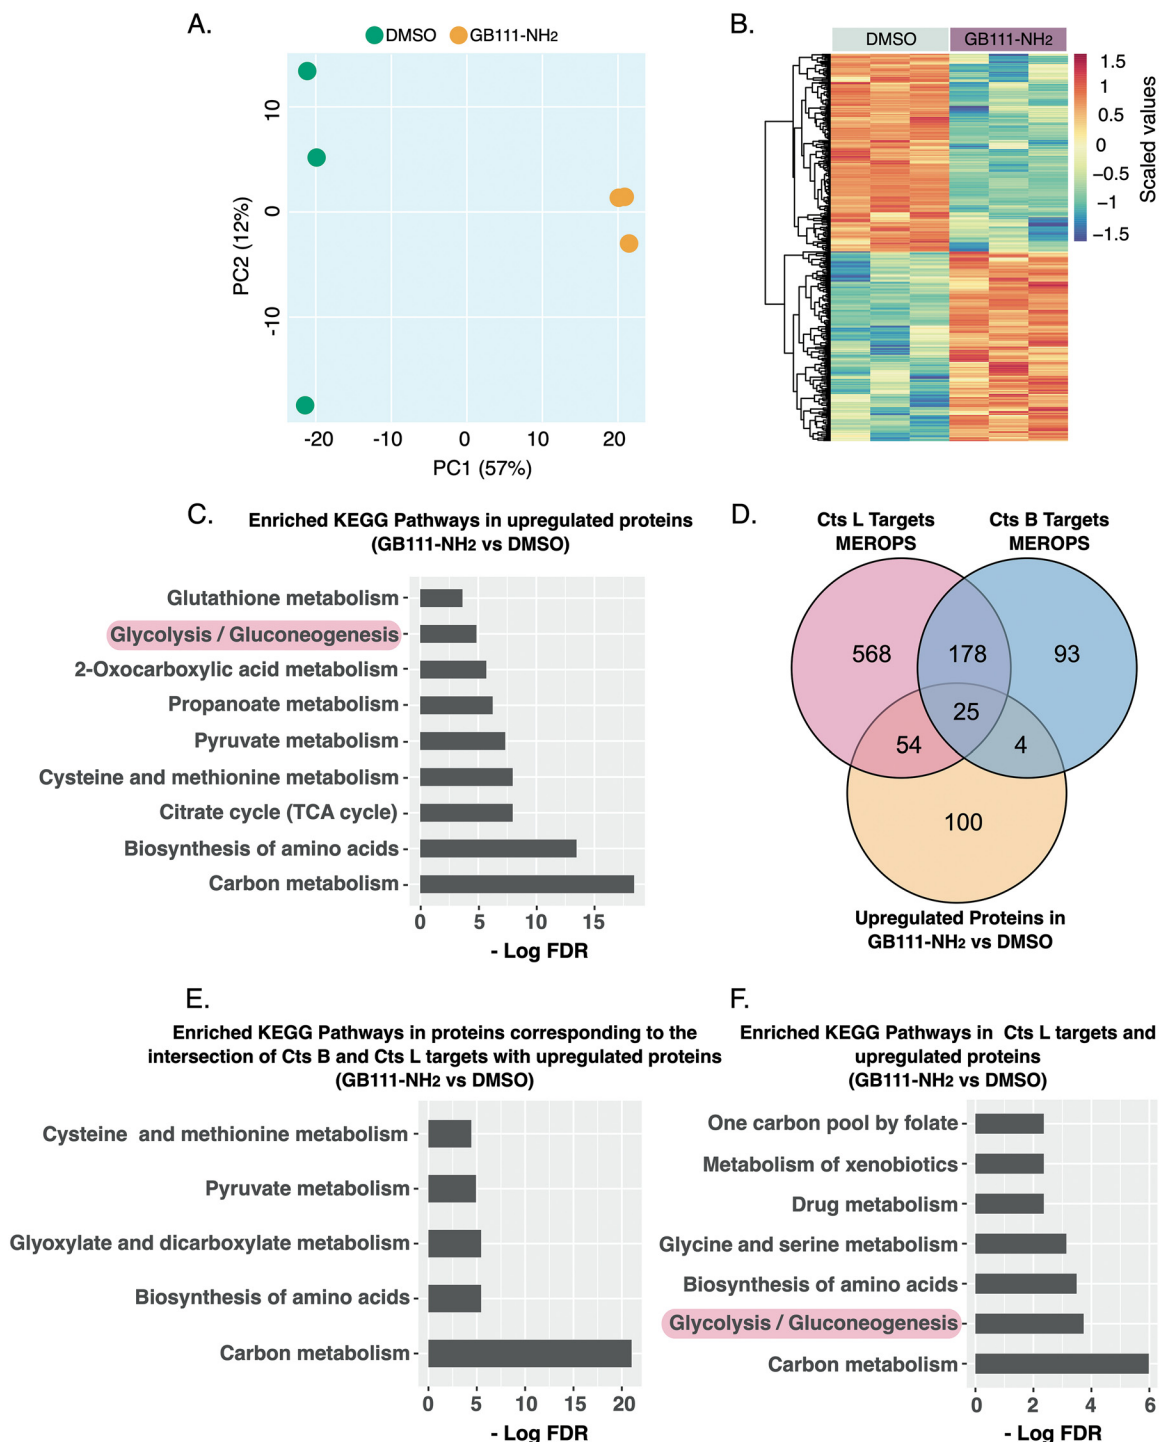 A.
DMSO GB111-NH2
10
0
-10
PC2 (12%)
-20 -10 0 10 20
PC1 (57%)
B.
DMSO GB111-NH2
1.5
1
0.5
0
−0.5
−1
−1.5
Scaled values
C.
Enriched KEGG Pathways in upregulated proteins
(GB111-NH2 vs DMSO)
Glutathione metabolism
Glycolysis / Gluconeogenesis
2-Oxocarboxylic acid metabolism
Propanoate metabolism
Pyruvate metabolism
Cysteine and methionine metabolism
Citrate cycle (TCA cycle)
Biosynthesis of amino acids
Carbon metabolism
0 5 10 15
- Log FDR
D.
Cts L Targets
MEROPS
Cts B Targets
MEROPS
568 178 93
25
54 4
100
Upregulated Proteins in
GB111-NH2 vs DMSO
E.
Enriched KEGG Pathways in proteins corresponding to the
intersection of Cts B and Cts L targets with upregulated proteins
(GB111-NH2 vs DMSO)
Cysteine and methionine metabolism
Pyruvate metabolism
Glyoxylate and dicarboxylate metabolism
Biosynthesis of amino acids
Carbon metabolism
0 5 10 15 20
- Log FDR
F.
Enriched KEGG Pathways in Cts L targets and
upregulated proteins
(GB111-NH2 vs DMSO)
One carbon pool by folate
Metabolism of xenobiotics
Drug metabolism
Glycine and serine metabolism
Biosynthesis of amino acids
Glycolysis / Gluconeogenesis
Carbon metabolism
0 2 4 6
- Log FDR